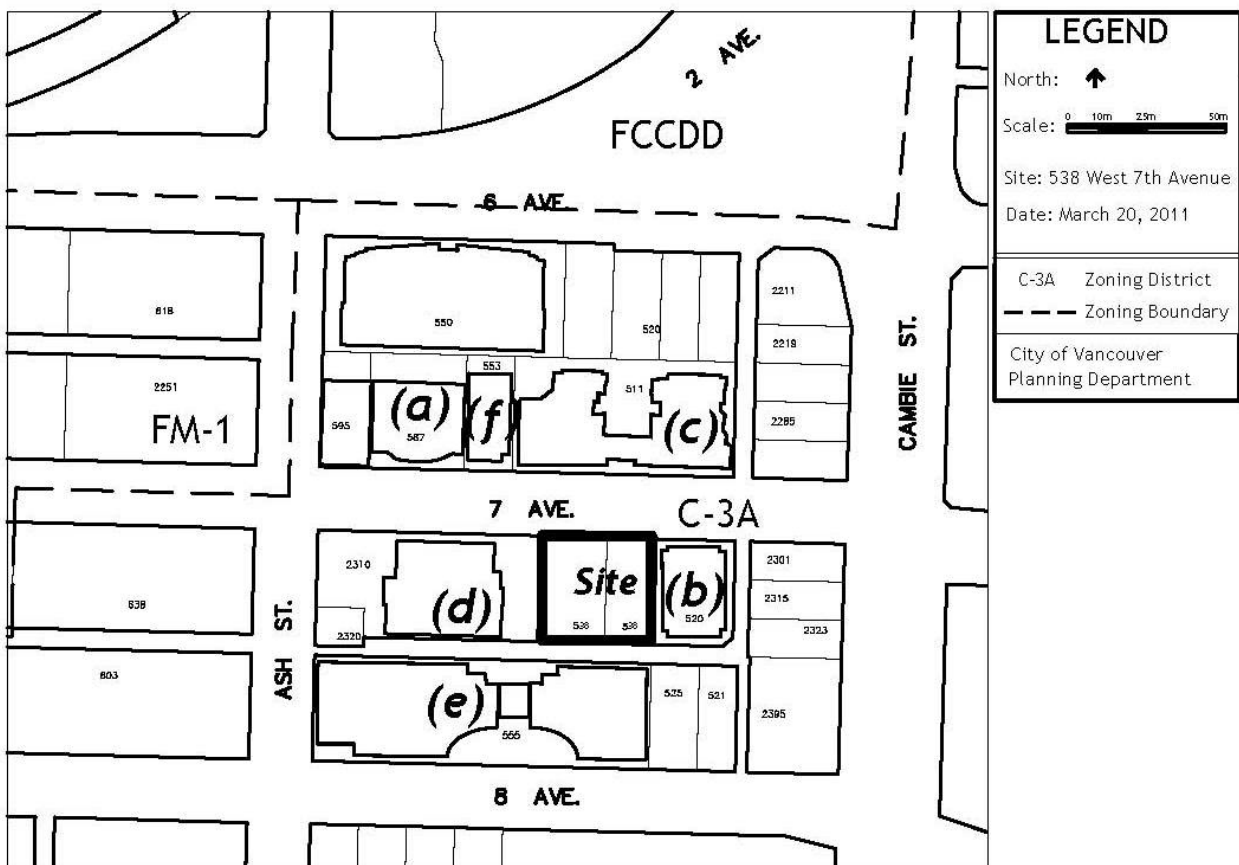 LEGEND
North:
Scale: 0 10m 25m 50m
Site: 538 West 7th Avenue
Date: March 20, 2011
C-3A Zoning District
Zoning Boundary
City of Vancouver
Planning Department
2 AVE.
FCCDD
6 AVE.
618
550
520
2211
2219
2251
553
511
FM-1
595
(a)
567
(f)
(c)
2285
CAMBIE ST.
7 AVE.
C-3A
2310
Site
(b)
2301
(d)
2315
639
2320
538
538
520
2323
ASH ST.
603
(e)
535
521
555
2395
8 AVE.